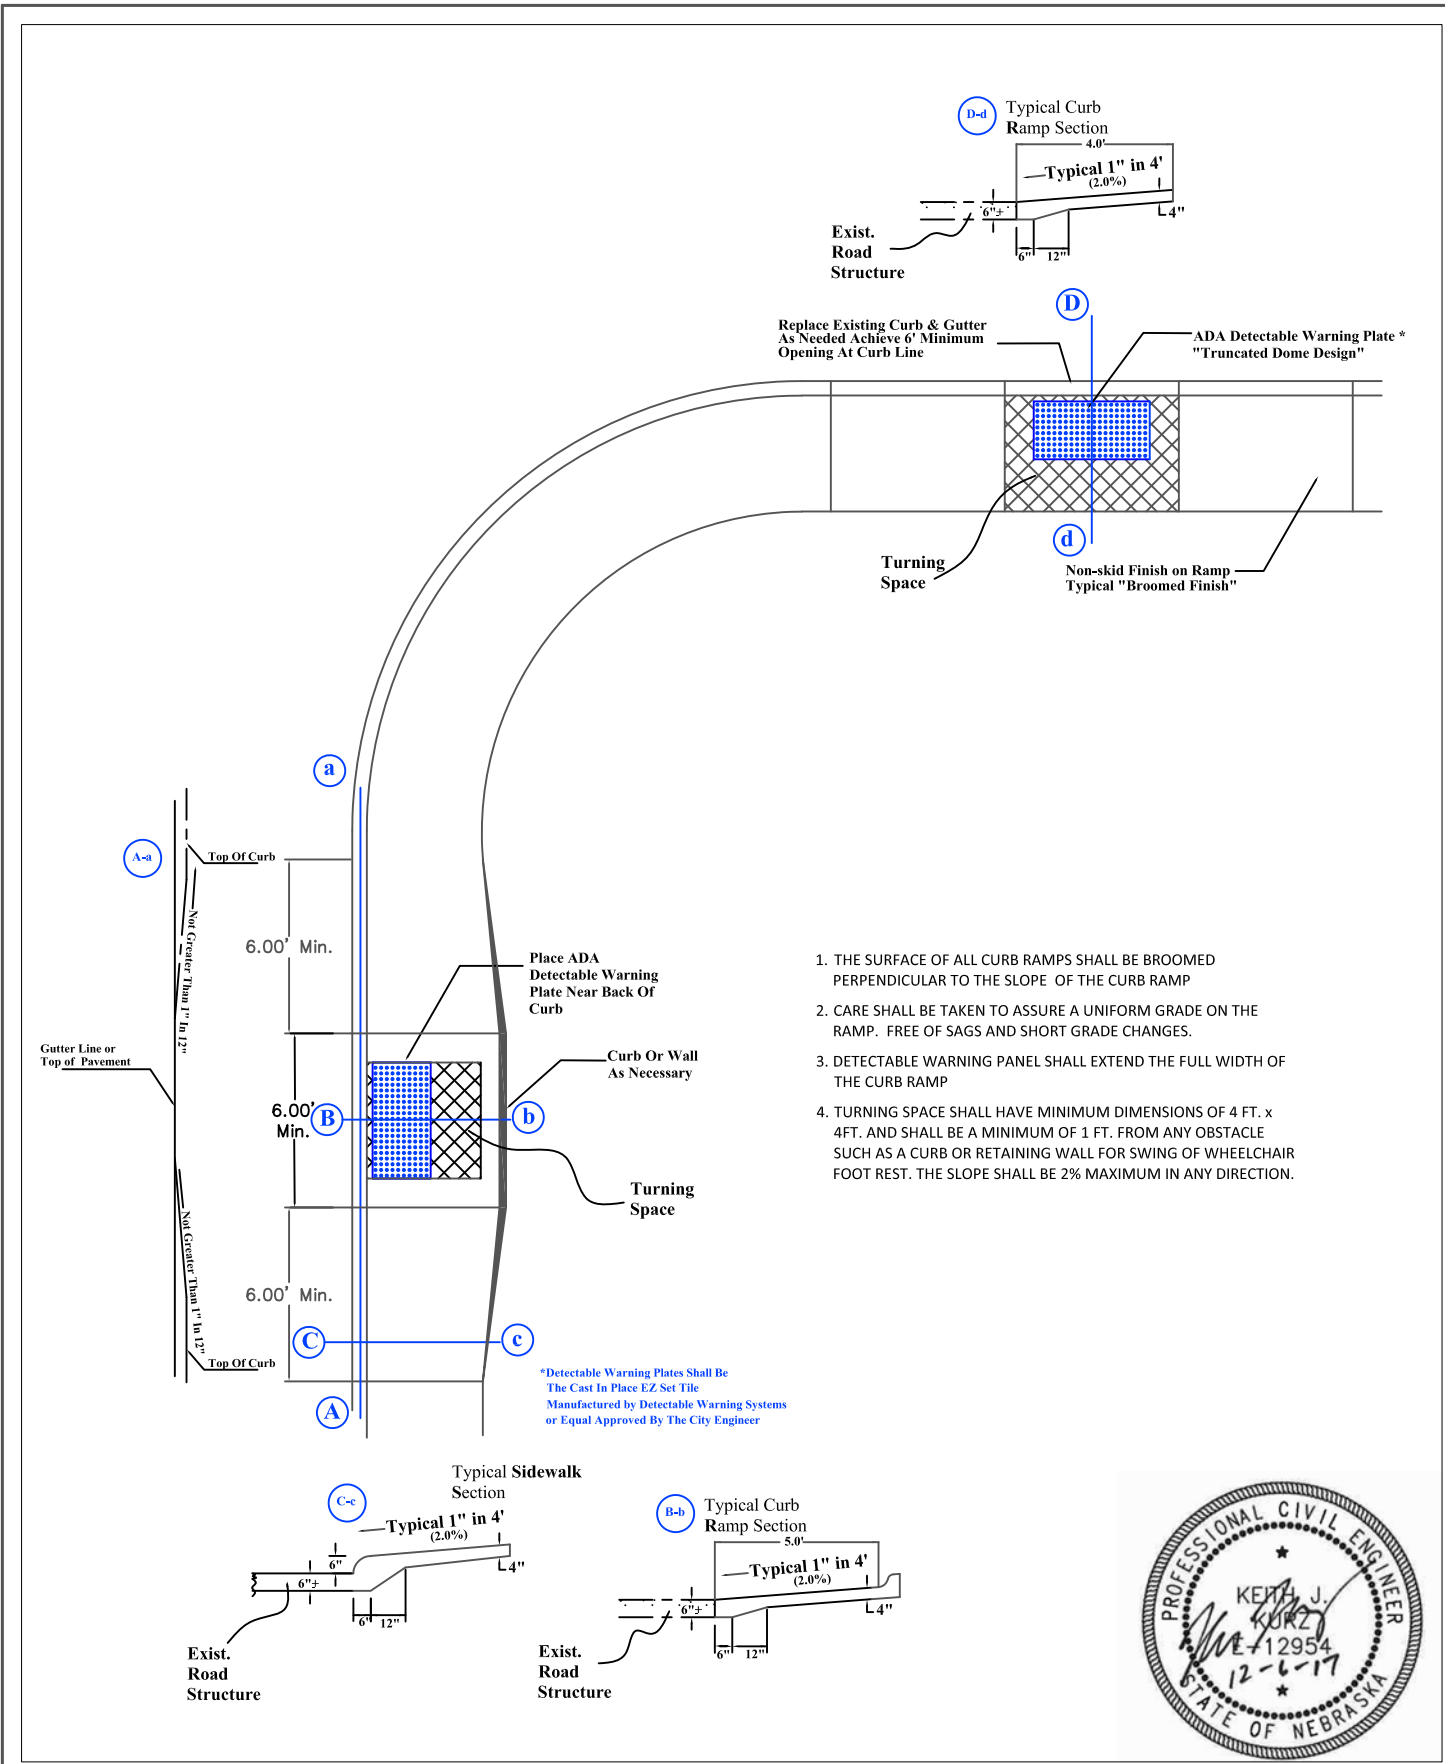 D-d
Typical Curb
Ramp Section
4.0'
Typical 1" in 4'
(2.0%)
6"±
4"
Exist.
Road
Structure
6"
12"
D
Replace Existing Curb & Gutter
As Needed Achieve 6' Minimum
Opening At Curb Line
ADA Detectable Warning Plate *
"Truncated Dome Design"
d
Turning
Space
Non-skid Finish on Ramp
Typical "Broomed Finish"
a
A-a
Top Of Curb
Not Greater Than 1" In 12"
6.00' Min.
Place ADA
Detectable Warning
Plate Near Back Of
Curb
Gutter Line or
Top of Pavement
Curb Or Wall
As Necessary
6.00'
Min.
B
b
Turning
Space
Not Greater Than 1" In 12"
6.00' Min.
C
c
Top Of Curb
A
1. THE SURFACE OF ALL CURB RAMPS SHALL BE BROOMED
PERPENDICULAR TO THE SLOPE OF THE CURB RAMP
2. CARE SHALL BE TAKEN TO ASSURE A UNIFORM GRADE ON THE
RAMP. FREE OF SAGS AND SHORT GRADE CHANGES.
3. DETECTABLE WARNING PANEL SHALL EXTEND THE FULL WIDTH OF
THE CURB RAMP
4. TURNING SPACE SHALL HAVE MINIMUM DIMENSIONS OF 4 FT. x
4FT. AND SHALL BE A MINIMUM OF 1 FT. FROM ANY OBSTACLE
SUCH AS A CURB OR RETAINING WALL FOR SWING OF WHEELCHAIR
FOOT REST. THE SLOPE SHALL BE 2% MAXIMUM IN ANY DIRECTION.
*Detectable Warning Plates Shall Be
The Cast In Place EZ Set Tile
Manufactured by Detectable Warning Systems
or Equal Approved By The City Engineer
C-c
Typical Sidewalk
Section
Typical 1" in 4'
(2.0%)
6"
6"±
4"
6"
12"
Exist.
Road
Structure
B-b
Typical Curb
Ramp Section
5.0'
Typical 1" in 4'
(2.0%)
6"±
4"
6"
12"
Exist.
Road
Structure
PROFESSIONAL CIVIL ENGINEER
KEITH J.
KURZ
E-12954
12-6-17
STATE OF NEBRASKA